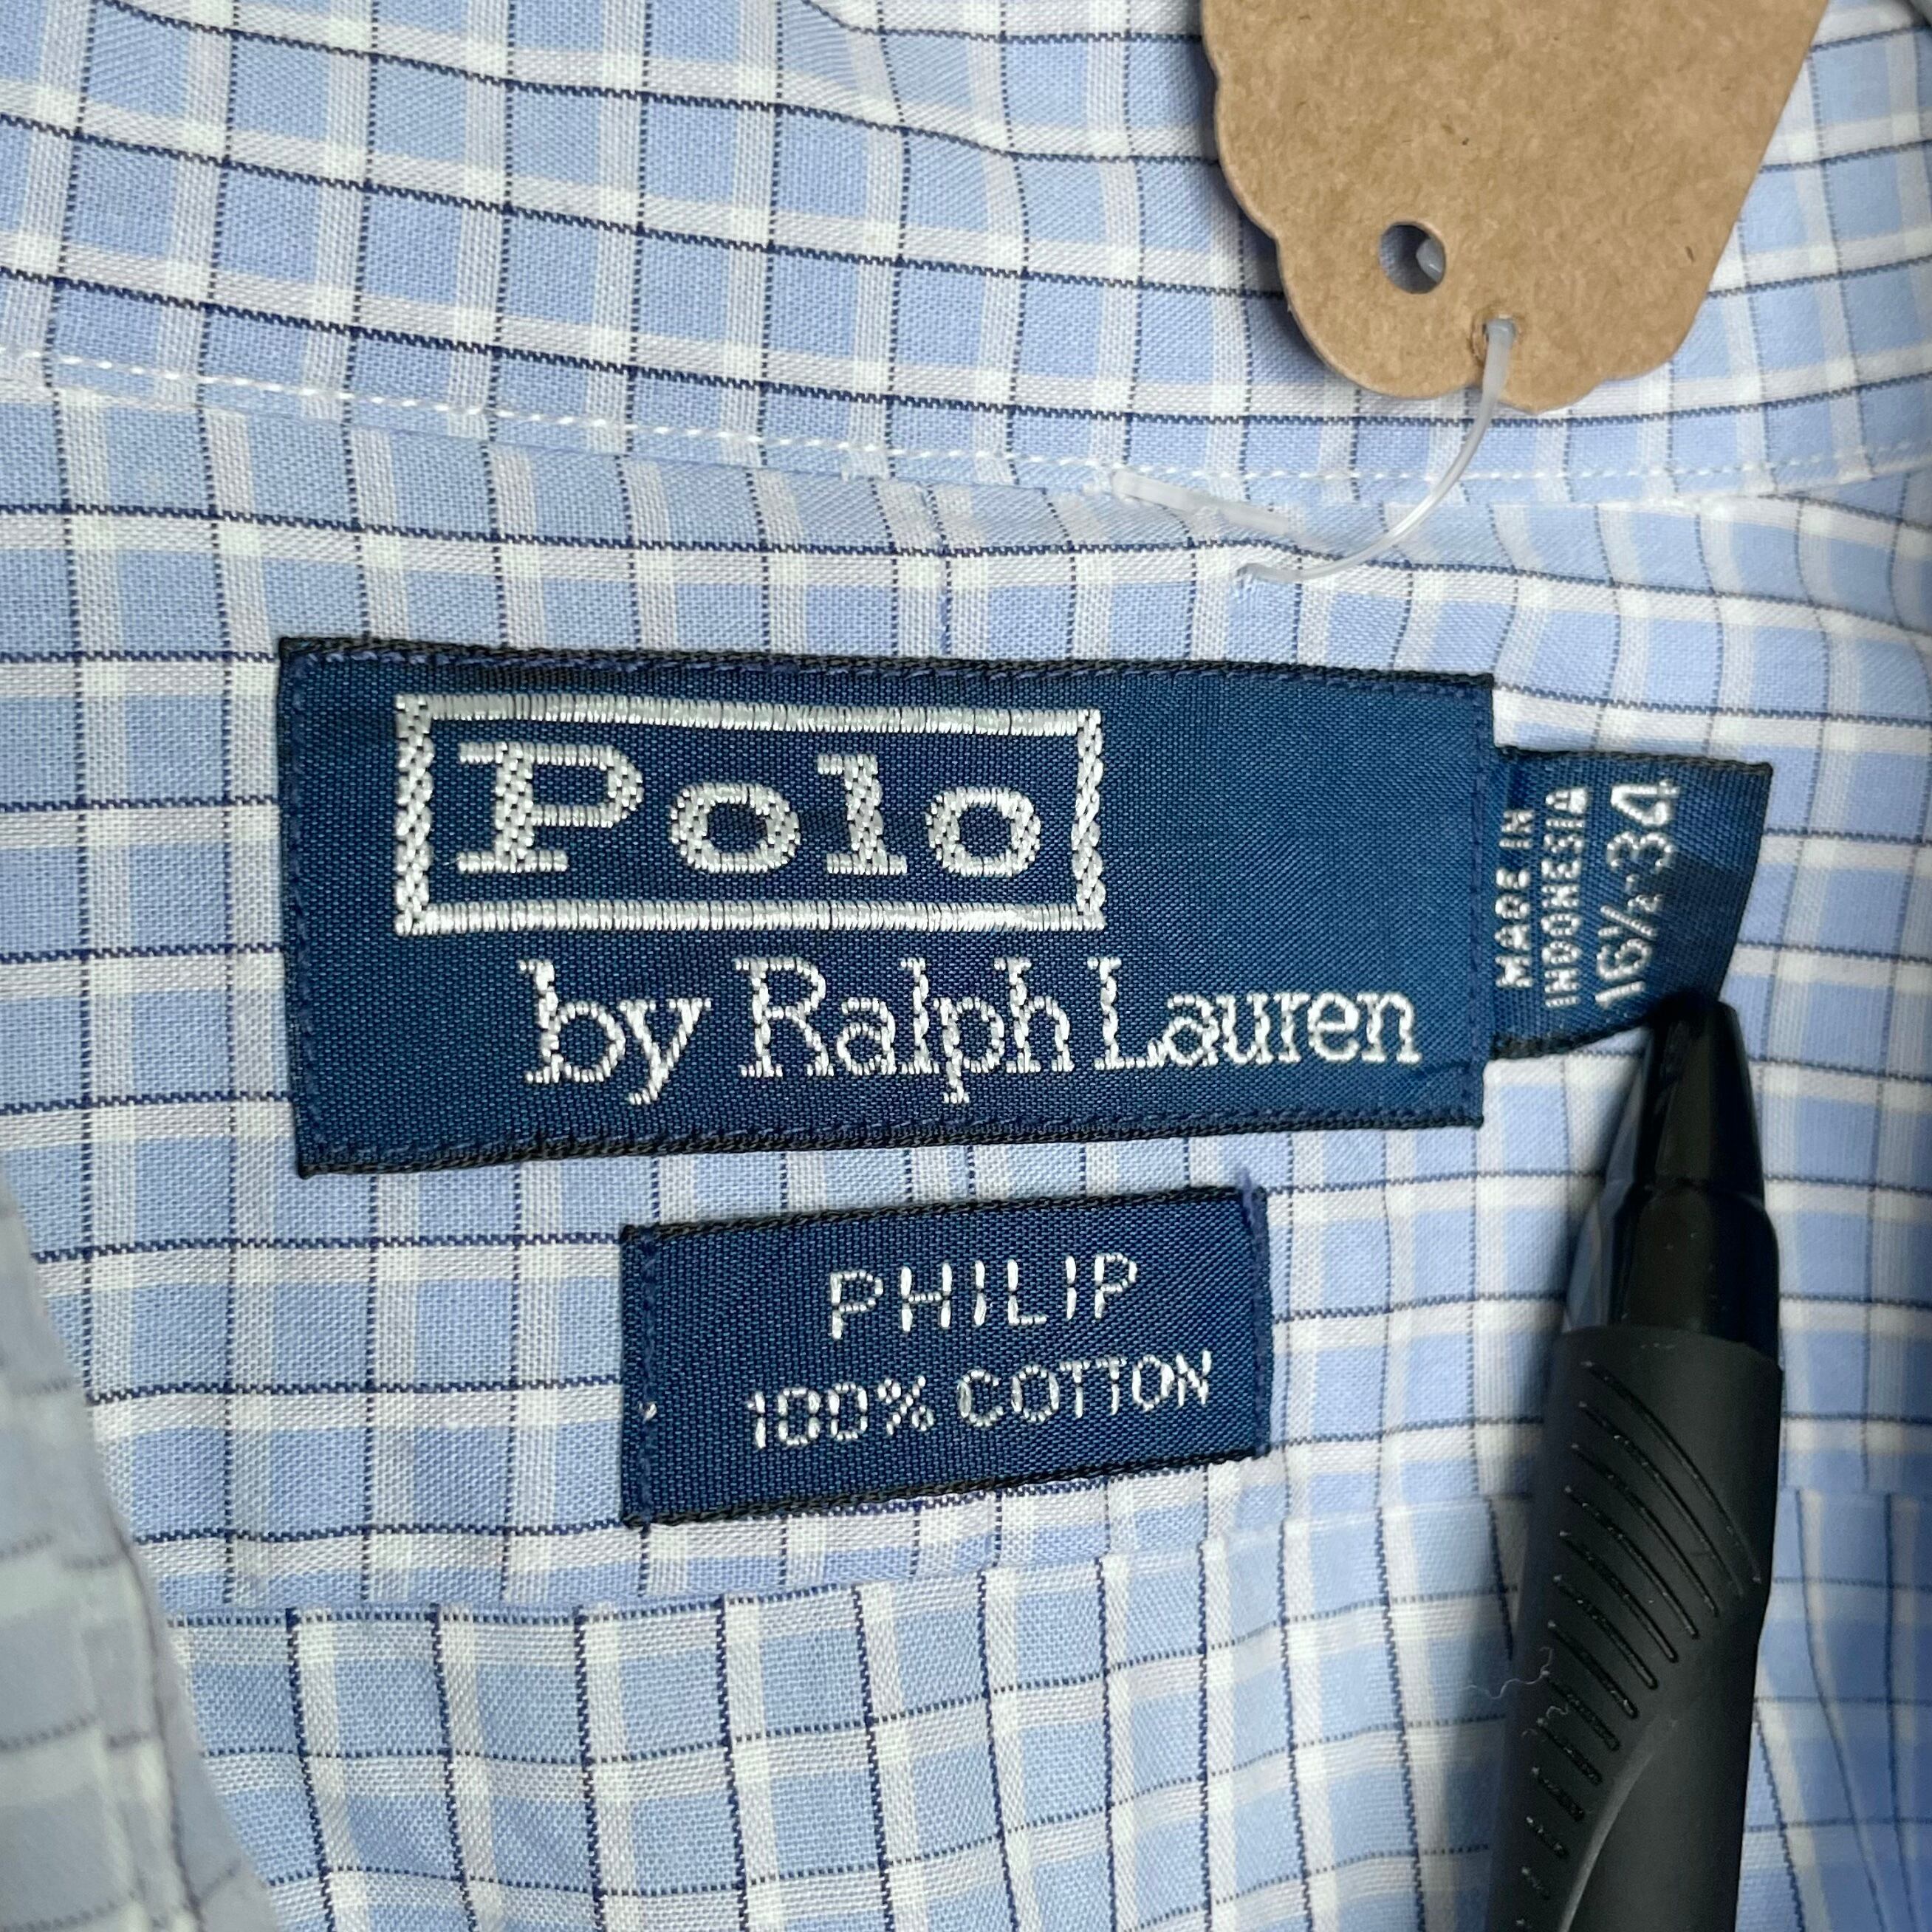 Polo
by Ralph Lauren
MADE IN
INDONESIA
16½-34
PHILIP
100% COTTON